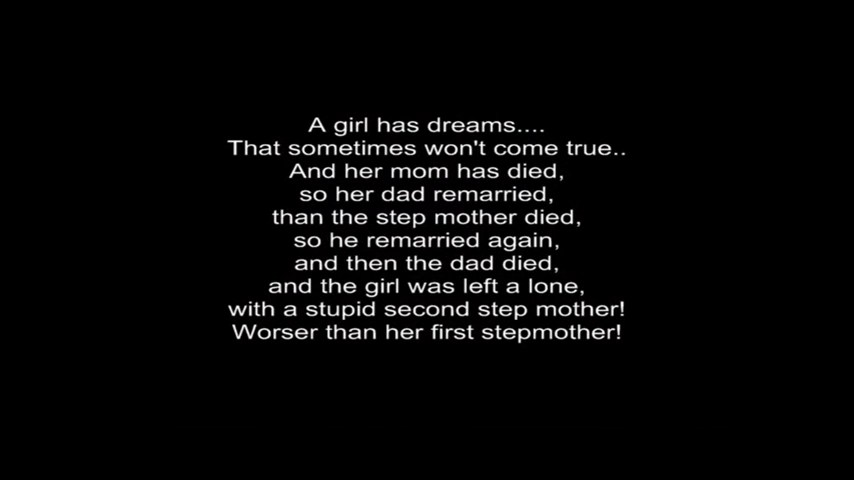 A girl has dreams....
That sometimes won't come true..
And her mom has died,
so her dad remarried,
than the step mother died,
so he remarried again,
and then the dad died,
and the girl was left a lone,
with a stupid second step mother!
Worser than her first stepmother!